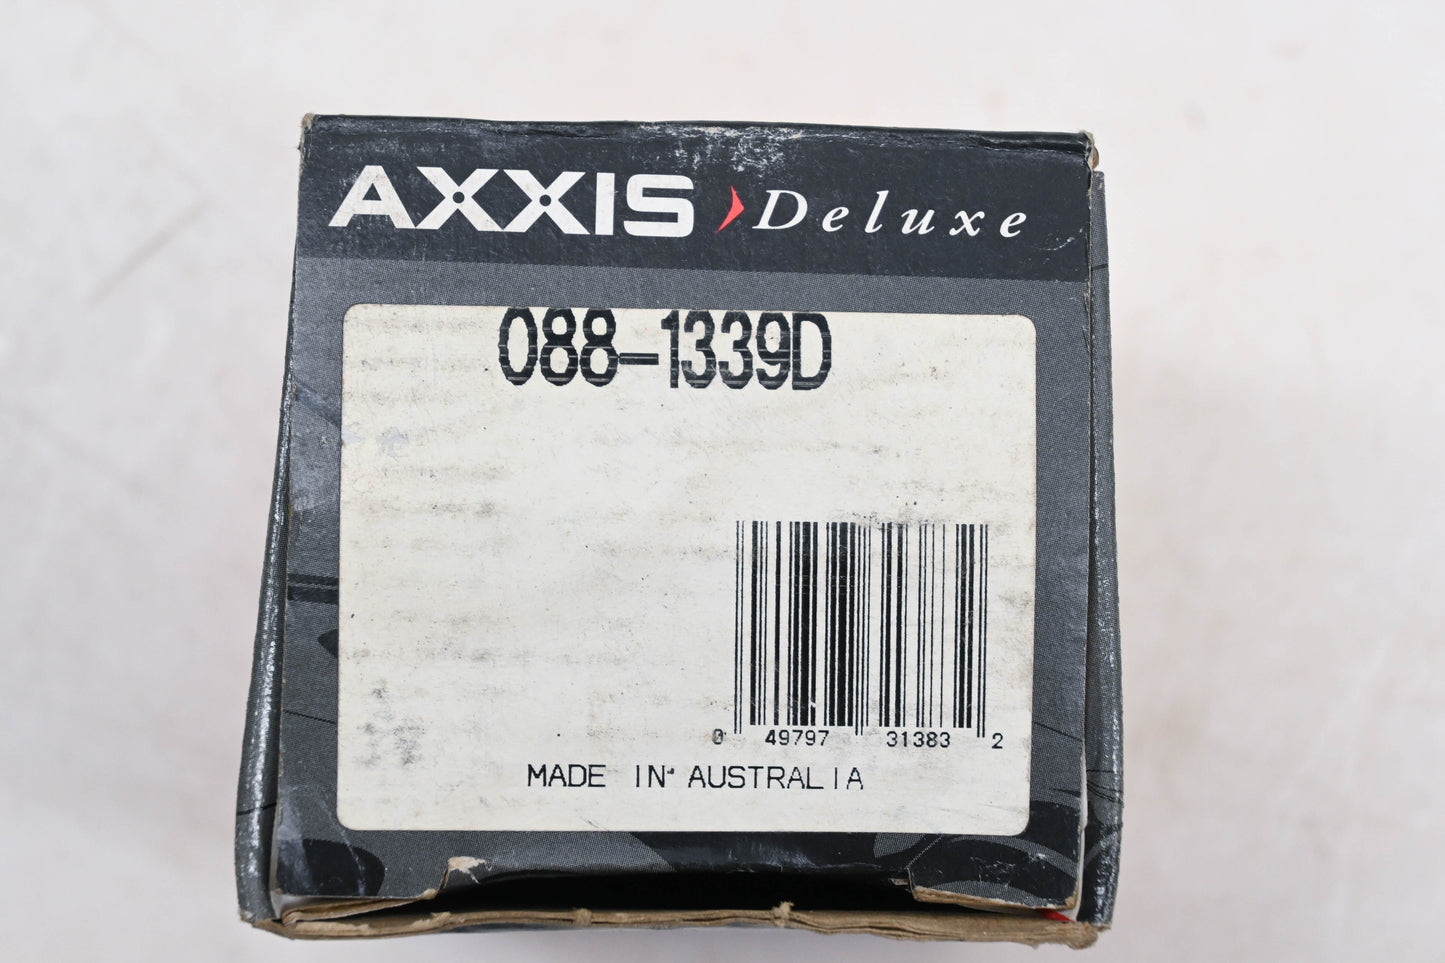 AXXIS Deluxe
088-1339D
0 49797 31383 2
MADE IN AUSTRALIA